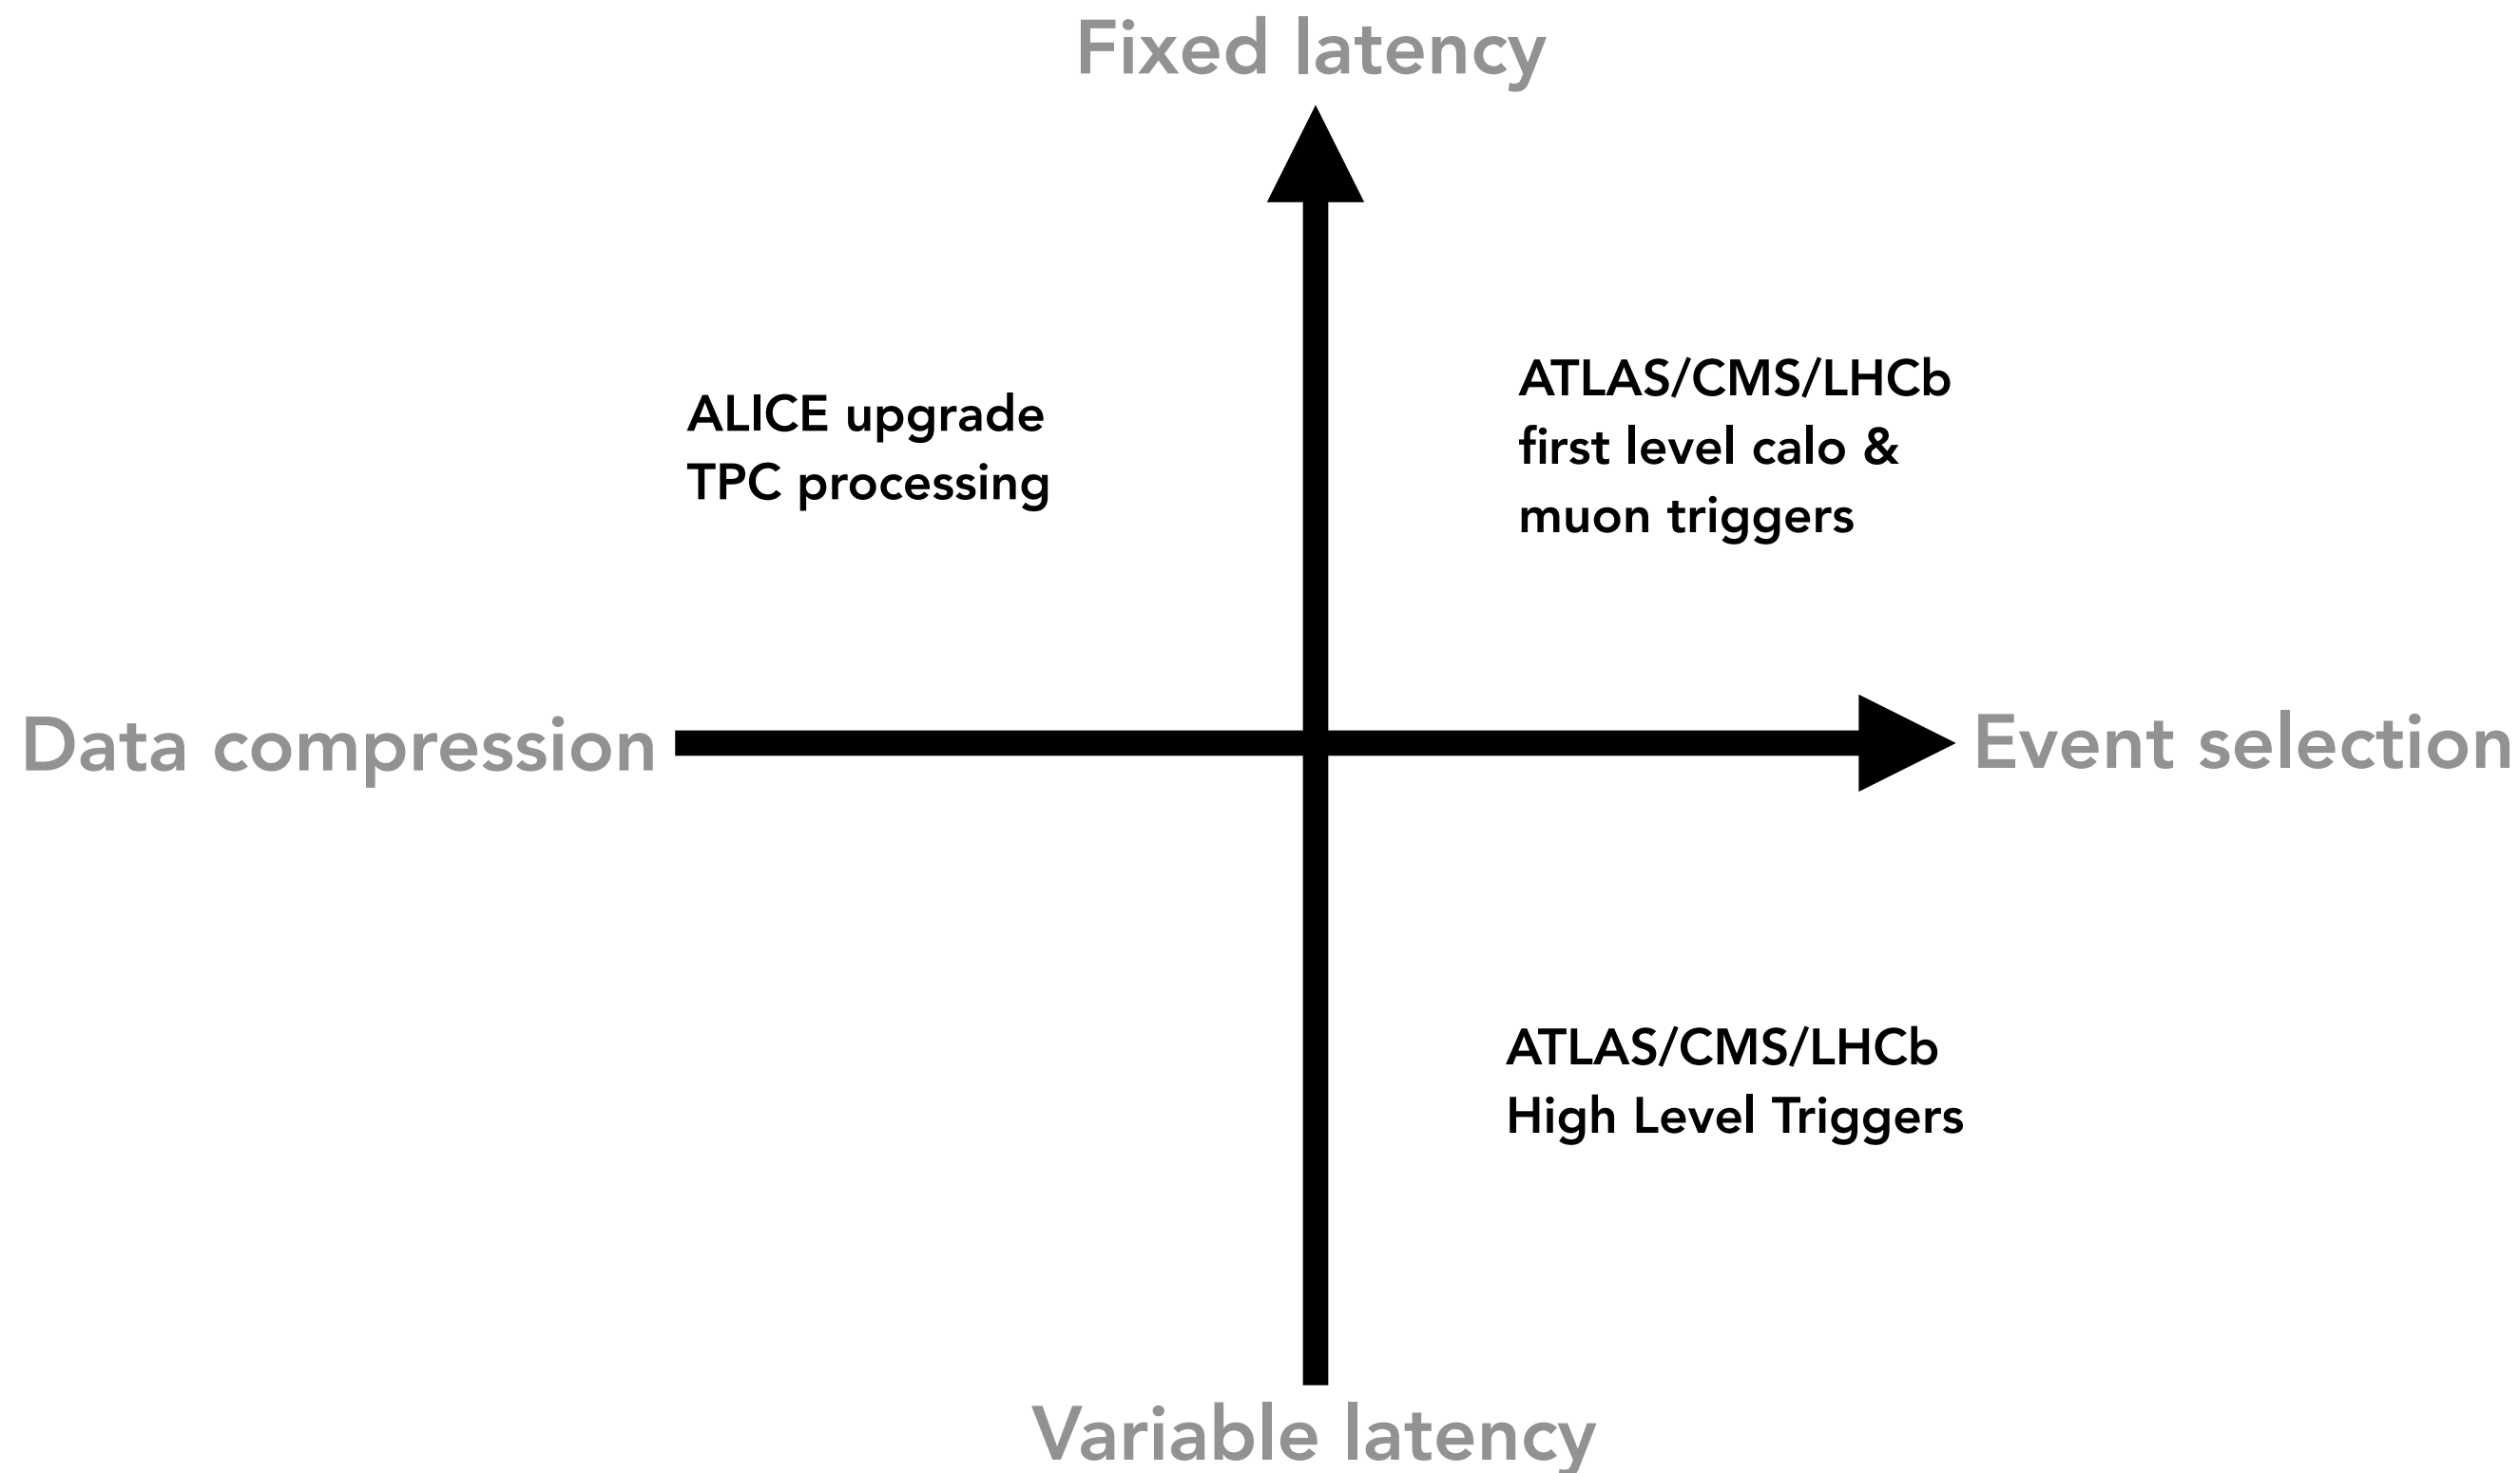 Fixed latency
ALICE upgrade
TPC processing
ATLAS/CMS/LHCb
first level calo &
muon triggers
Data compression
Event selection
ATLAS/CMS/LHCb
High Level Triggers
Variable latency